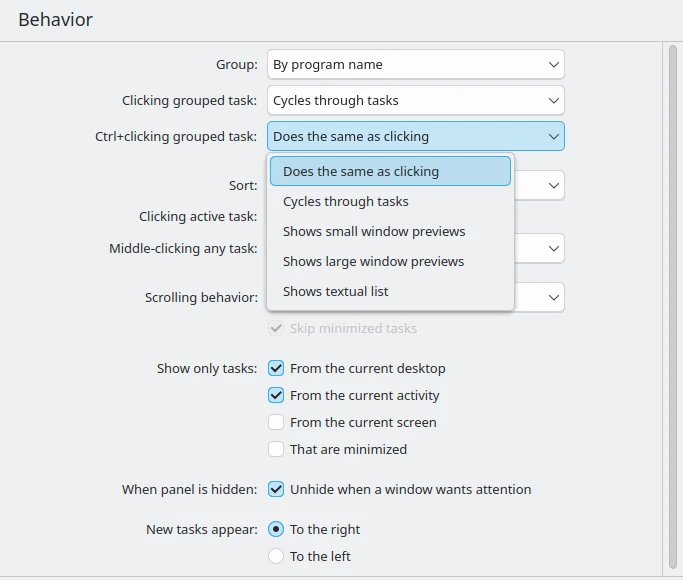 Behavior
Group: By program name
Clicking grouped task: Cycles through tasks
Ctrl+clicking grouped task: Does the same as clicking
Does the same as clicking
Sort:
Cycles through tasks
Clicking active task:
Shows small window previews
Middle-clicking any task:
Shows large window previews
Shows textual list
Scrolling behavior:
Skip minimized tasks
Show only tasks: From the current desktop
From the current activity
From the current screen
That are minimized
When panel is hidden: Unhide when a window wants attention
New tasks appear: To the right
To the left